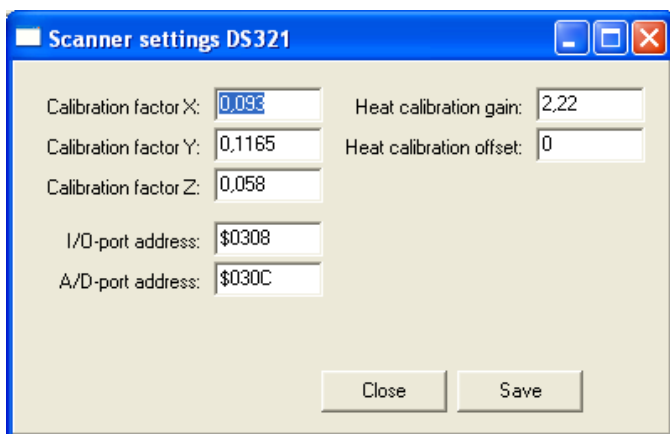 Scanner settings DS321
Calibration factor X: 0,093
Heat calibration gain: 2,22
Calibration factor Y: 0,1165
Heat calibration offset: 0
Calibration factor Z: 0,058
I/O-port address: $0308
A/D-port address: $030C
Close
Save